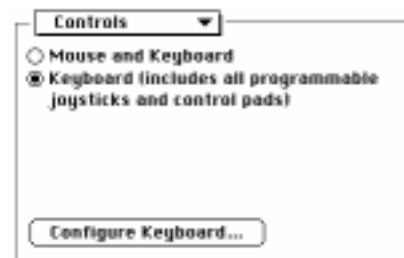 Controls
Mouse and Keyboard
Keyboard (includes all programmable
joysticks and control pads)
Configure Keyboard...